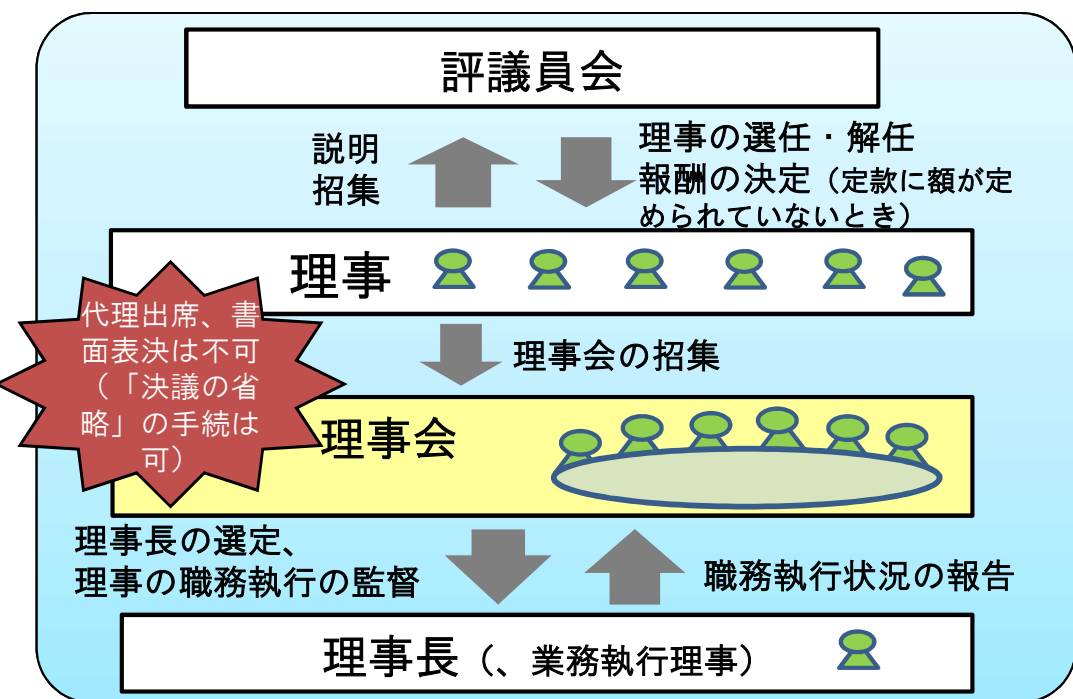 評議員会
説明
招集
理事の選任・解任
報酬の決定（定款に額が定
められていないとき）
理事
代理出席、書
面表決は不可
（「決議の省
略」の手続は
可）
理事会の招集
理事会
理事長の選定、
理事の職務執行の監督
職務執行状況の報告
理事長（、業務執行理事）